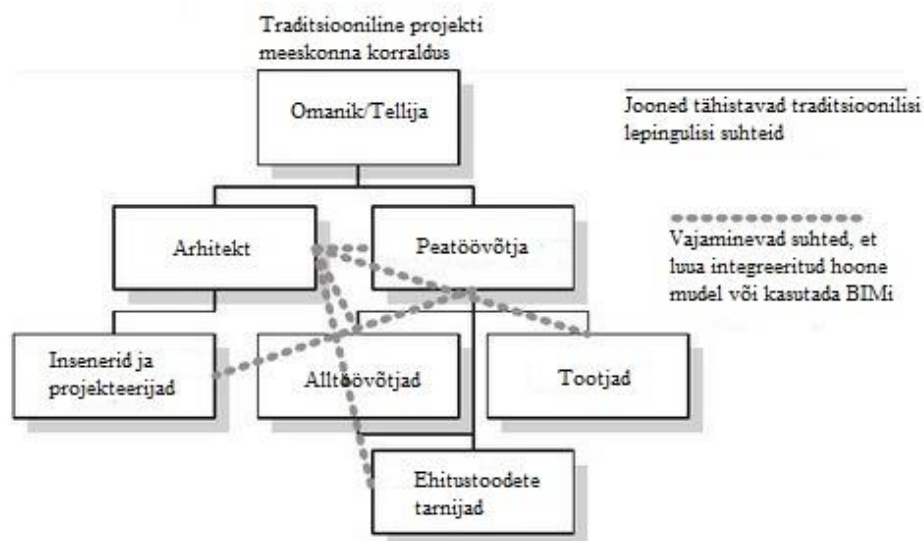 Traditsiooniline projekti
meeskonna korraldus
Omanik/Tellija
Jooned tähistavad traditsioonilisi
lepingulisi suhteid
Arhitekt
Peatöövõtja
Vajaminevad suhted, et
luua integreeritud hoone
mudel või kasutada BIMi
Insenerid ja
projekteerijad
Alltöövõtjad
Tootjad
Ehitustoodete
tarnijad